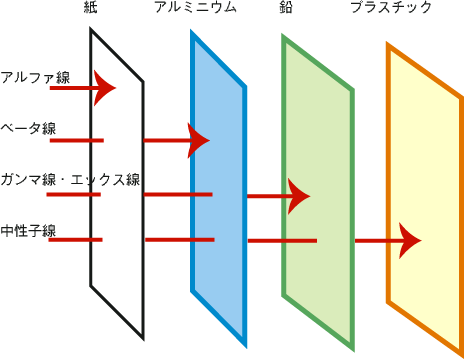 紙
アルミニウム
鉛
プラスチック
アルファ線
ベータ線
ガンマ線・エックス線
中性子線